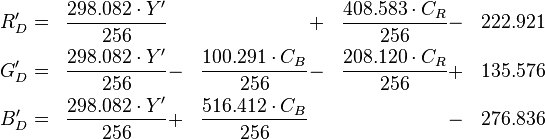 R'_D = 298.082 · Y' / 256 + 408.583 · C_R / 256 − 222.921
G'_D = 298.082 · Y' / 256 − 100.291 · C_B / 256 − 208.120 · C_R / 256 + 135.576
B'_D = 298.082 · Y' / 256 + 516.412 · C_B / 256 − 276.836